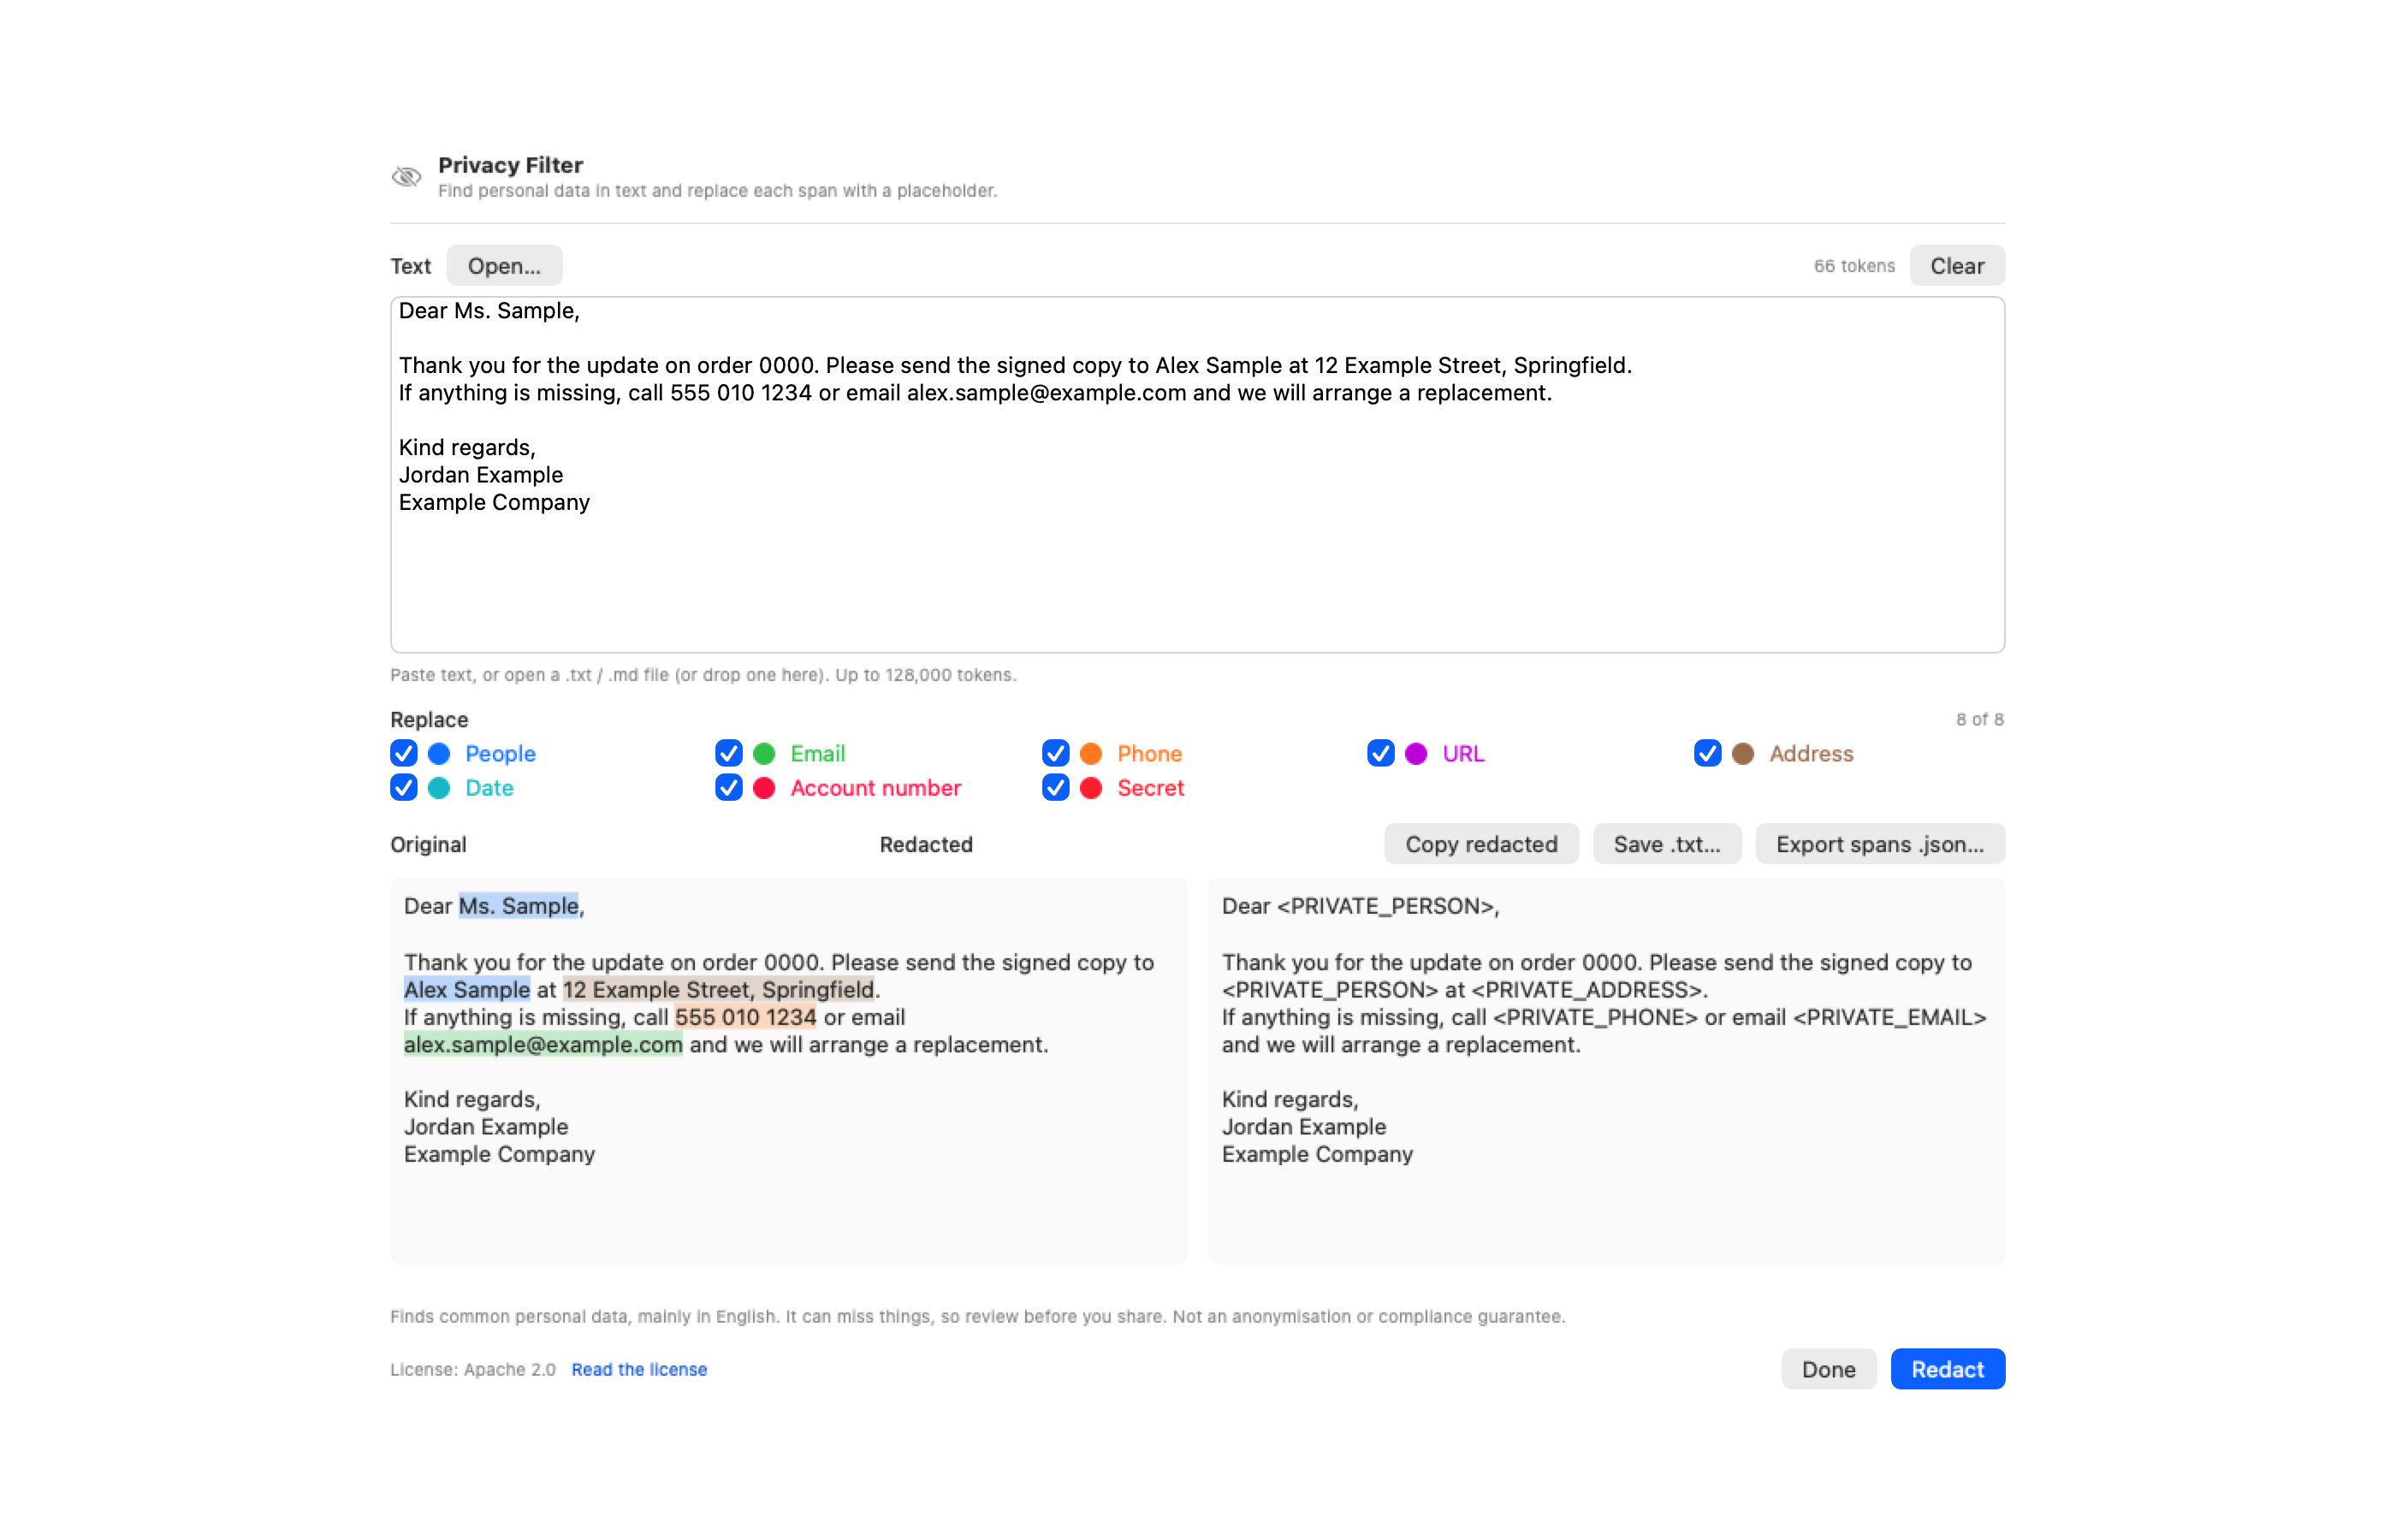 Privacy Filter
Find personal data in text and replace each span with a placeholder.
Text Open... 66 tokens Clear
Dear Ms. Sample,
Thank you for the update on order 0000. Please send the signed copy to Alex Sample at 12 Example Street, Springfield.
If anything is missing, call 555 010 1234 or email alex.sample@example.com and we will arrange a replacement.
Kind regards,
Jordan Example
Example Company
Paste text, or open a .txt / .md file (or drop one here). Up to 128,000 tokens.
Replace 8 of 8
People Email Phone URL Address
Date Account number Secret
Original Redacted Copy redacted Save .txt... Export spans .json...
Dear Ms. Sample,
Thank you for the update on order 0000. Please send the signed copy to
Alex Sample at 12 Example Street, Springfield.
If anything is missing, call 555 010 1234 or email
alex.sample@example.com and we will arrange a replacement.
Kind regards,
Jordan Example
Example Company
Dear <PRIVATE_PERSON>,
Thank you for the update on order 0000. Please send the signed copy to
<PRIVATE_PERSON> at <PRIVATE_ADDRESS>.
If anything is missing, call <PRIVATE_PHONE> or email <PRIVATE_EMAIL>
and we will arrange a replacement.
Kind regards,
Jordan Example
Example Company
Finds common personal data, mainly in English. It can miss things, so review before you share. Not an anonymisation or compliance guarantee.
License: Apache 2.0 Read the license Done Redact